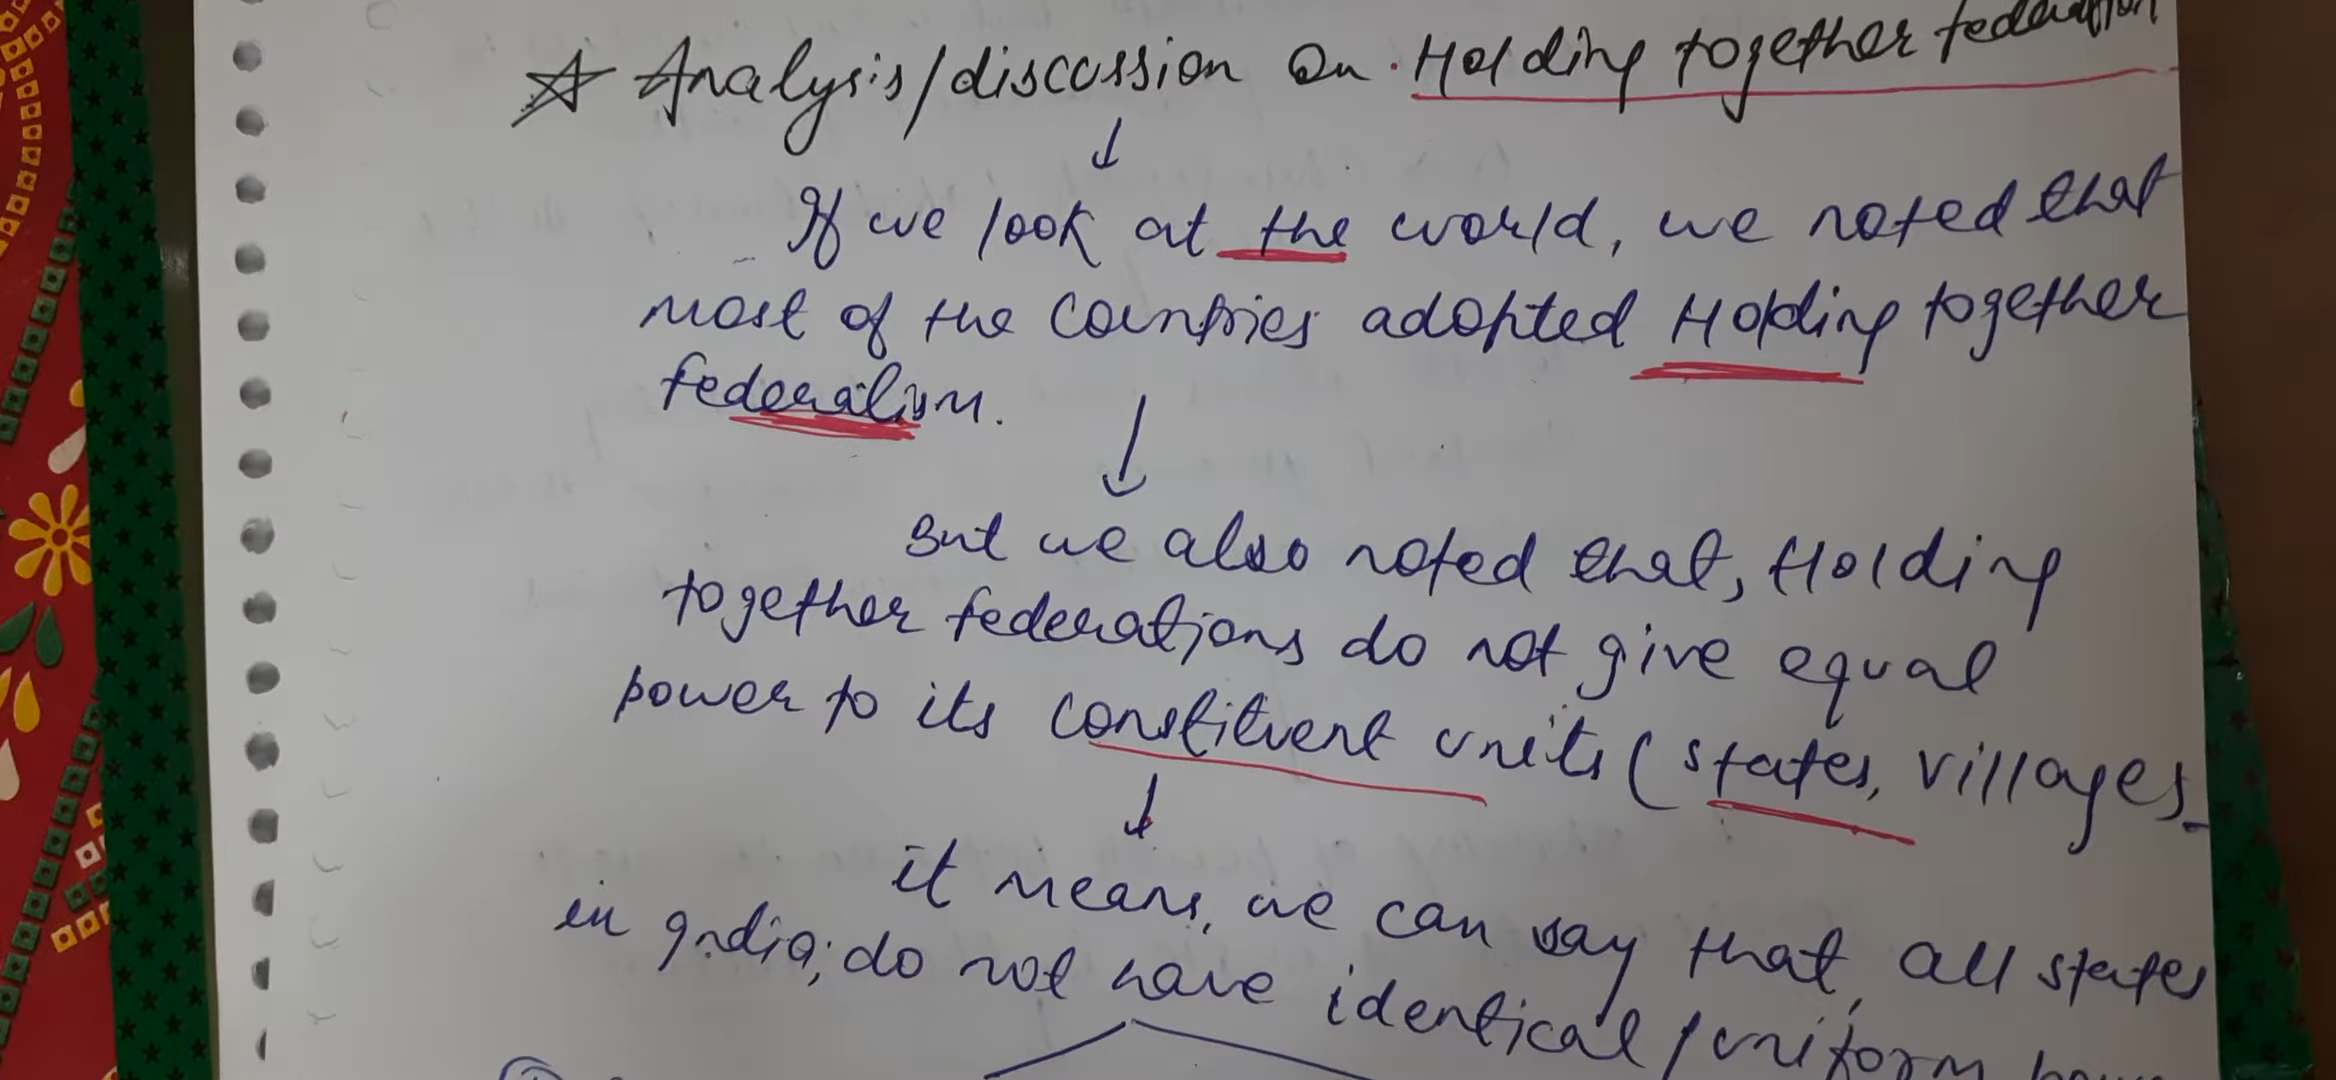 ☆ Analysis/discussion on Holding together federation
↓
If we look at the world, we noted that
most of the countries adopted Holding together
federalism.
↓
But we also noted that, Holding
together federations do not give equal
power to its constituent units (states, villages
↓
it means, we can say that, all states
in India, do not have identical/uniform